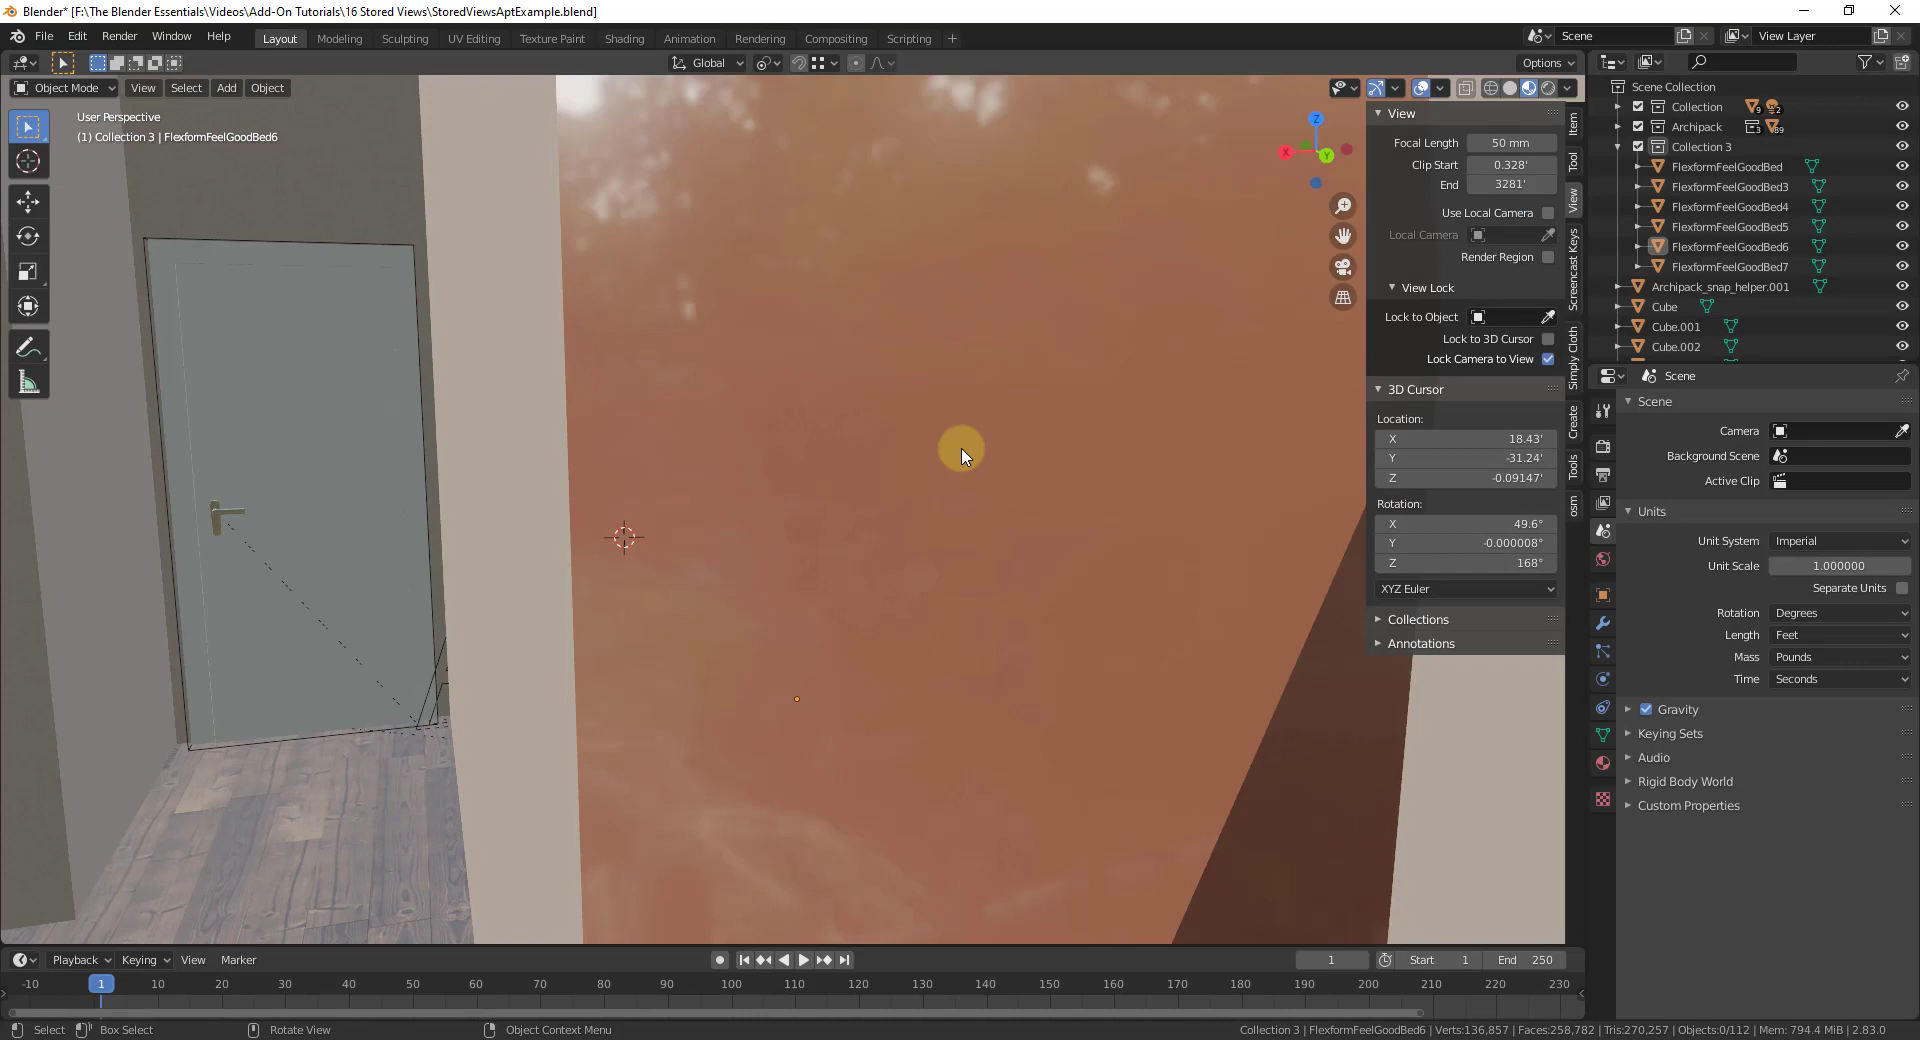 Blender* [F:\The Blender Essentials\Videos\Add-On Tutorials\16 Stored Views\StoredViewsAptExample.blend]
File Edit Render Window Help Layout Modeling Sculpting UV Editing Texture Paint Shading Animation Rendering Compositing Scripting + Scene View Layer
Global Options
Object Mode View Select Add Object
User Perspective
(1) Collection 3 | FlexformFeelGoodBed6
Z
X
Y
View
Focal Length 50 mm
Clip Start 0.328'
End 3281'
Use Local Camera
Local Camera
Render Region
View Lock
Lock to Object
Lock to 3D Cursor
Lock Camera to View
3D Cursor
Location:
X 18.43'
Y -31.24'
Z -0.09147'
Rotation:
X 49.6°
Y -0.000008°
Z 168°
XYZ Euler
Collections
Annotations
Item
Tool
View
Screencast Keys
Simply Cloth
Create
Tools
osm
Scene Collection
Collection 9 2
Archipack 3 89
Collection 3
FlexformFeelGoodBed
FlexformFeelGoodBed3
FlexformFeelGoodBed4
FlexformFeelGoodBed5
FlexformFeelGoodBed6
FlexformFeelGoodBed7
Archipack_snap_helper.001
Cube
Cube.001
Cube.002
Scene
Scene
Camera
Background Scene
Active Clip
Units
Unit System Imperial
Unit Scale 1.000000
Separate Units
Rotation Degrees
Length Feet
Mass Pounds
Time Seconds
Gravity
Keying Sets
Audio
Rigid Body World
Custom Properties
Playback Keying View Marker 1 Start 1 End 250
-10 1 10 20 30 40 50 60 70 80 90 100 110 120 130 140 150 160 170 180 190 200 210 220 230
Select Box Select Rotate View Object Context Menu Collection 3 | FlexformFeelGoodBed6 | Verts:136,857 | Faces:258,782 | Tris:270,257 | Objects:0/112 | Mem: 794.4 MiB | 2.83.0